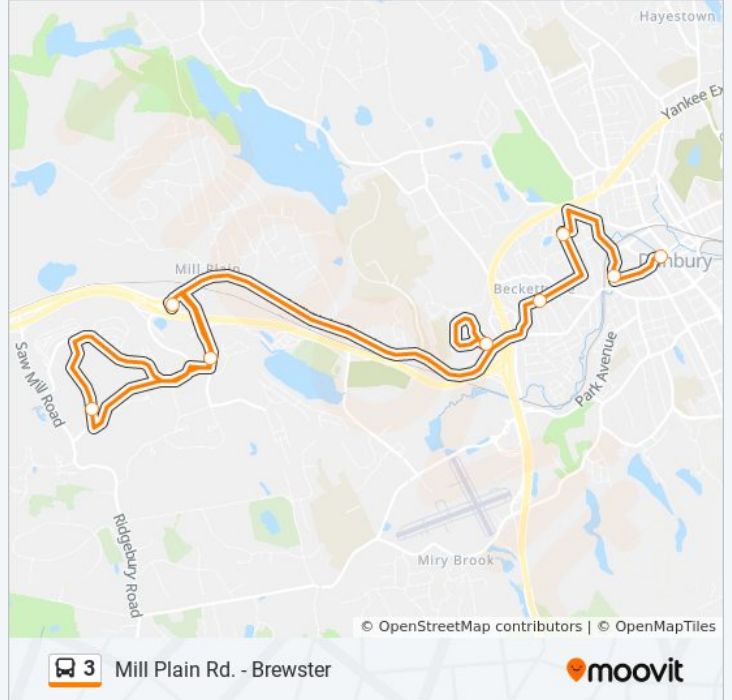 Hayestown
Yankee Ex
Mill Plain
Danbury
Beckett
Saw Mill Road
Park Avenue
Ridgebury Road
Miry Brook
© OpenStreetMap contributors | © OpenMapTiles
3 Mill Plain Rd. - Brewster
moovit